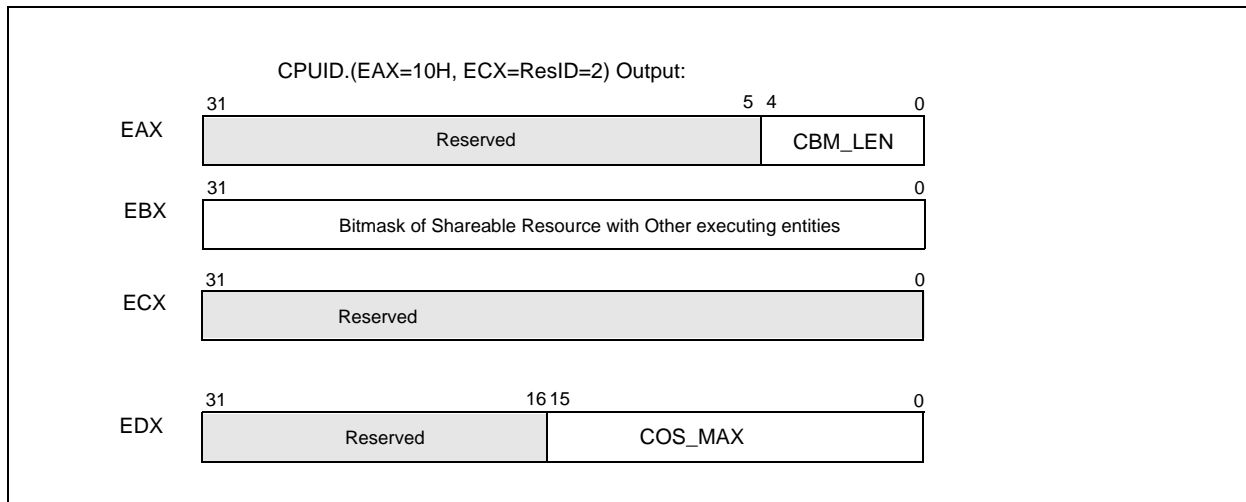 CPUID.(EAX=10H, ECX=ResID=2) Output:
31 5 4 0
EAX Reserved CBM_LEN
31 0
EBX Bitmask of Shareable Resource with Other executing entities
31 0
ECX Reserved
31 16 15 0
EDX Reserved COS_MAX